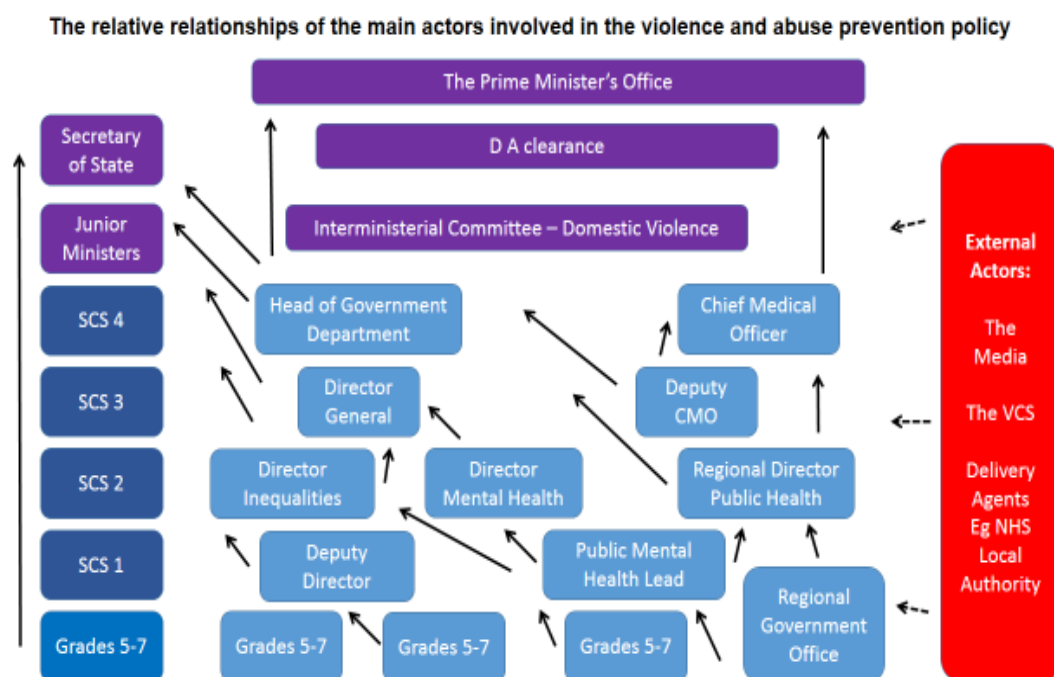 The relative relationships of the main actors involved in the violence and abuse prevention policy
The Prime Minister's Office
Secretary
of State
D A clearance
Junior
Ministers
Interministerial Committee – Domestic Violence
SCS 4
Head of Government
Department
Chief Medical
Officer
SCS 3
Director
General
Deputy
CMO
SCS 2
Director
Inequalities
Director
Mental Health
Regional Director
Public Health
SCS 1
Deputy
Director
Public Mental
Health Lead
Regional
Government
Office
Grades 5-7
Grades 5-7
Grades 5-7
Grades 5-7
External
Actors:
The
Media
The VCS
Delivery
Agents
Eg NHS
Local
Authority